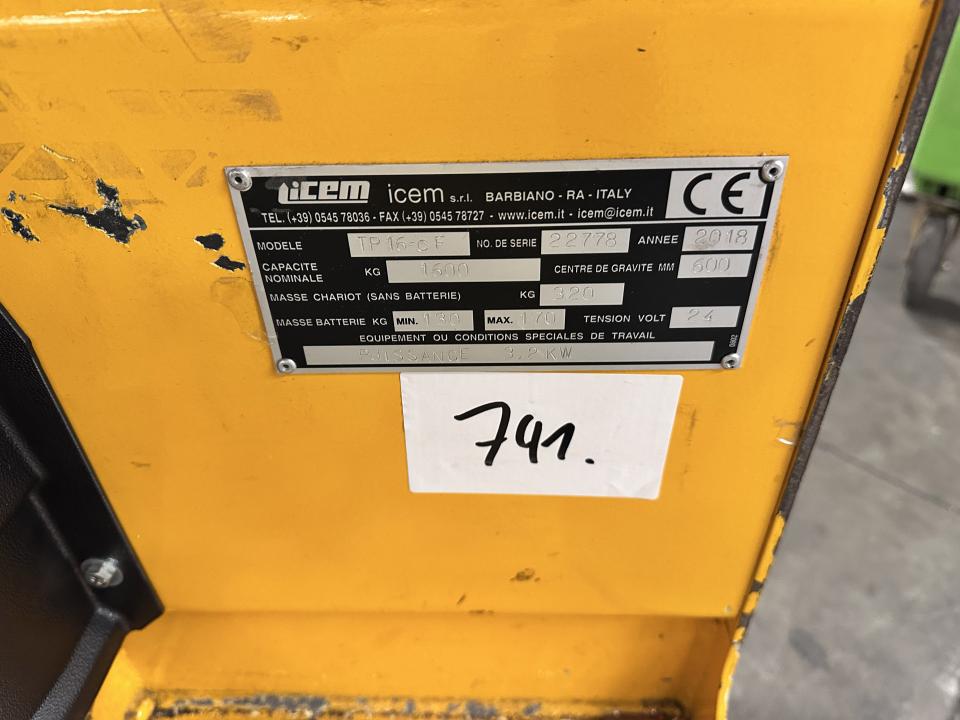 icem icem s.r.l. BARBIANO - RA - ITALY CE
TEL. (+39) 0545 78036 - FAX (+39) 0545 78727 - www.icem.it - icem@icem.it
MODELE TP16-CF NO. DE SERIE 22778 ANNEE 2018
CAPACITE NOMINALE KG 1600 CENTRE DE GRAVITE MM 600
MASSE CHARIOT (SANS BATTERIE) KG 320
MASSE BATTERIE KG MIN. 130 MAX. 170 TENSION VOLT 24
EQUIPEMENT OU CONDITIONS SPECIALES DE TRAVAIL
PUISSANCE 3,2 KW
741.